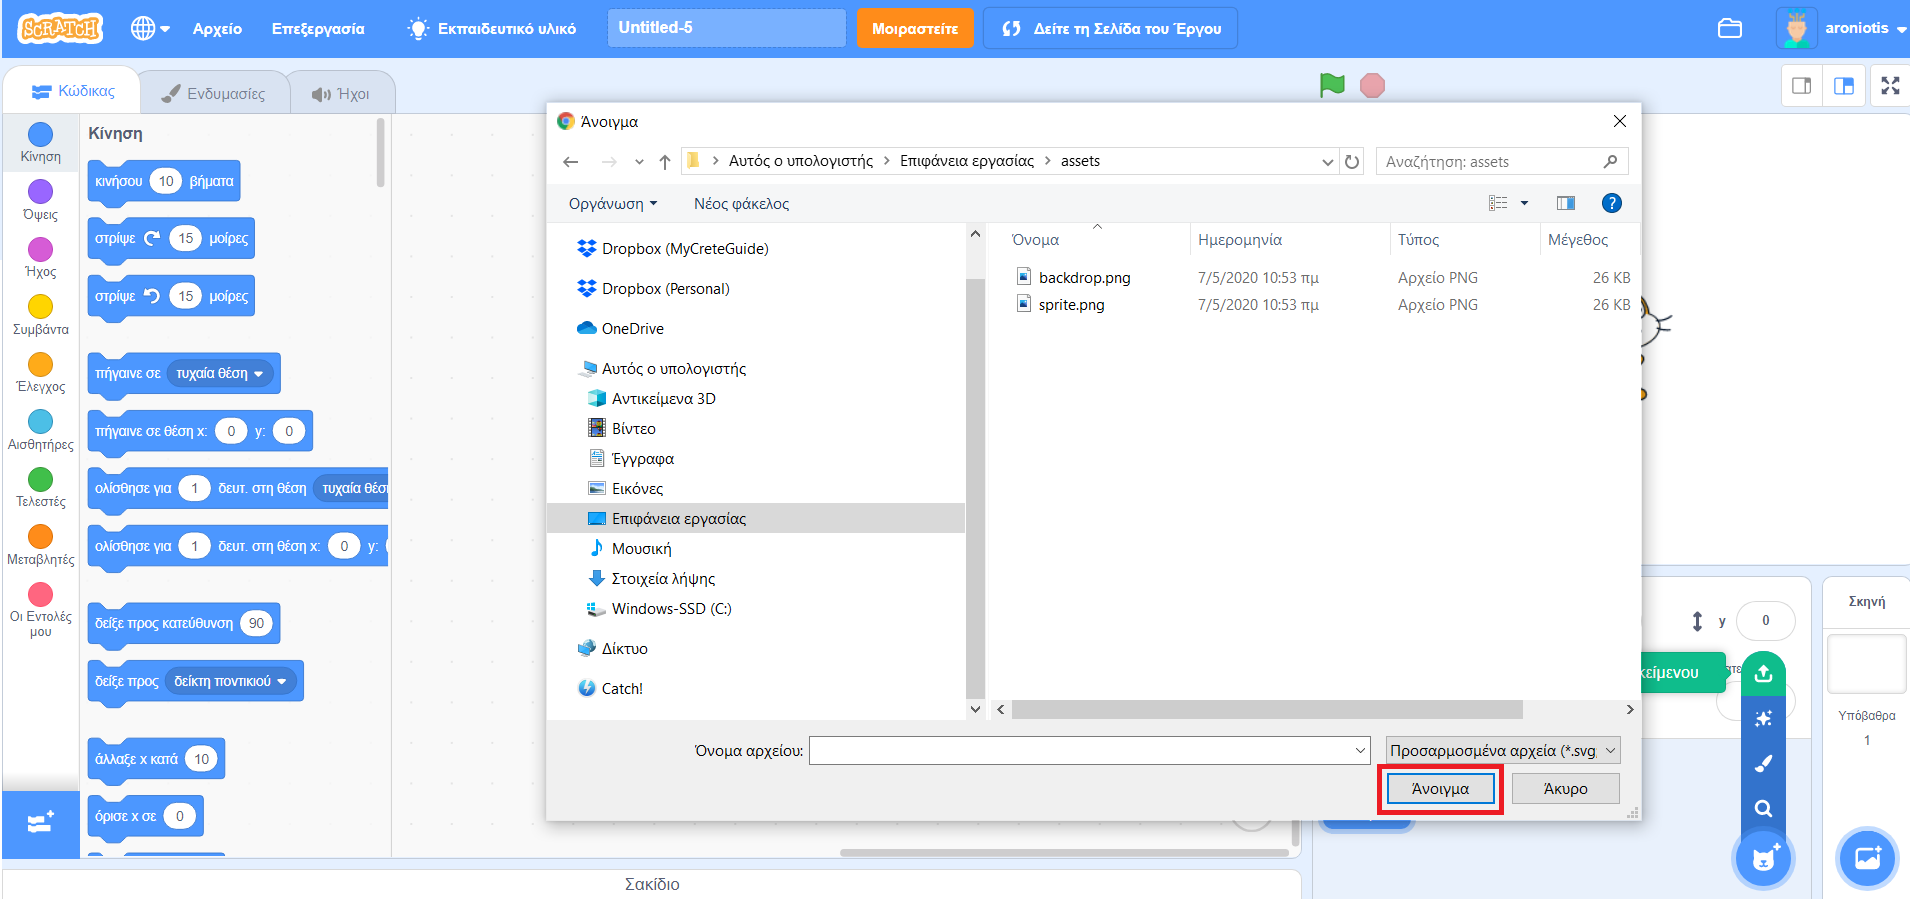 SCRATCH
Αρχείο
Επεξεργασία
Εκπαιδευτικό υλικό
Untitled-5
Μοιραστείτε
Δείτε τη Σελίδα του Έργου
aroniotis
Κώδικας
Ενδυμασίες
Ήχοι
Κίνηση
Όψεις
Ήχος
Συμβάντα
Έλεγχος
Αισθητήρες
Τελεστές
Μεταβλητές
Οι Εντολές
μου
Κίνηση
κινήσου 10 βήματα
στρίψε 15 μοίρες
στρίψε 15 μοίρες
πήγαινε σε τυχαία θέση
πήγαινε σε θέση x: 0 y: 0
ολίσθησε για 1 δευτ. στη θέση τυχαία θέσ
ολίσθησε για 1 δευτ. στη θέση x: 0 y:
δείξε προς κατεύθυνση 90
δείξε προς δείκτη ποντικιού
άλλαξε x κατά 10
όρισε x σε 0
Άνοιγμα
Αυτός ο υπολογιστής > Επιφάνεια εργασίας > assets
Αναζήτηση: assets
Οργάνωση
Νέος φάκελος
Dropbox (MyCreteGuide)
Dropbox (Personal)
OneDrive
Αυτός ο υπολογιστής
Αντικείμενα 3D
Βίντεο
Έγγραφα
Εικόνες
Επιφάνεια εργασίας
Μουσική
Στοιχεία λήψης
Windows-SSD (C:)
Δίκτυο
Catch!
Όνομα Ημερομηνία Τύπος Μέγεθος
backdrop.png 7/5/2020 10:53 πμ Αρχείο PNG 26 KB
sprite.png 7/5/2020 10:53 πμ Αρχείο PNG 26 KB
Όνομα αρχείου:
Προσαρμοσμένα αρχεία (*.svg;
Άνοιγμα
Άκυρο
y 0
κείμενου
Σκηνή
Υπόβαθρα
1
Σακίδιο